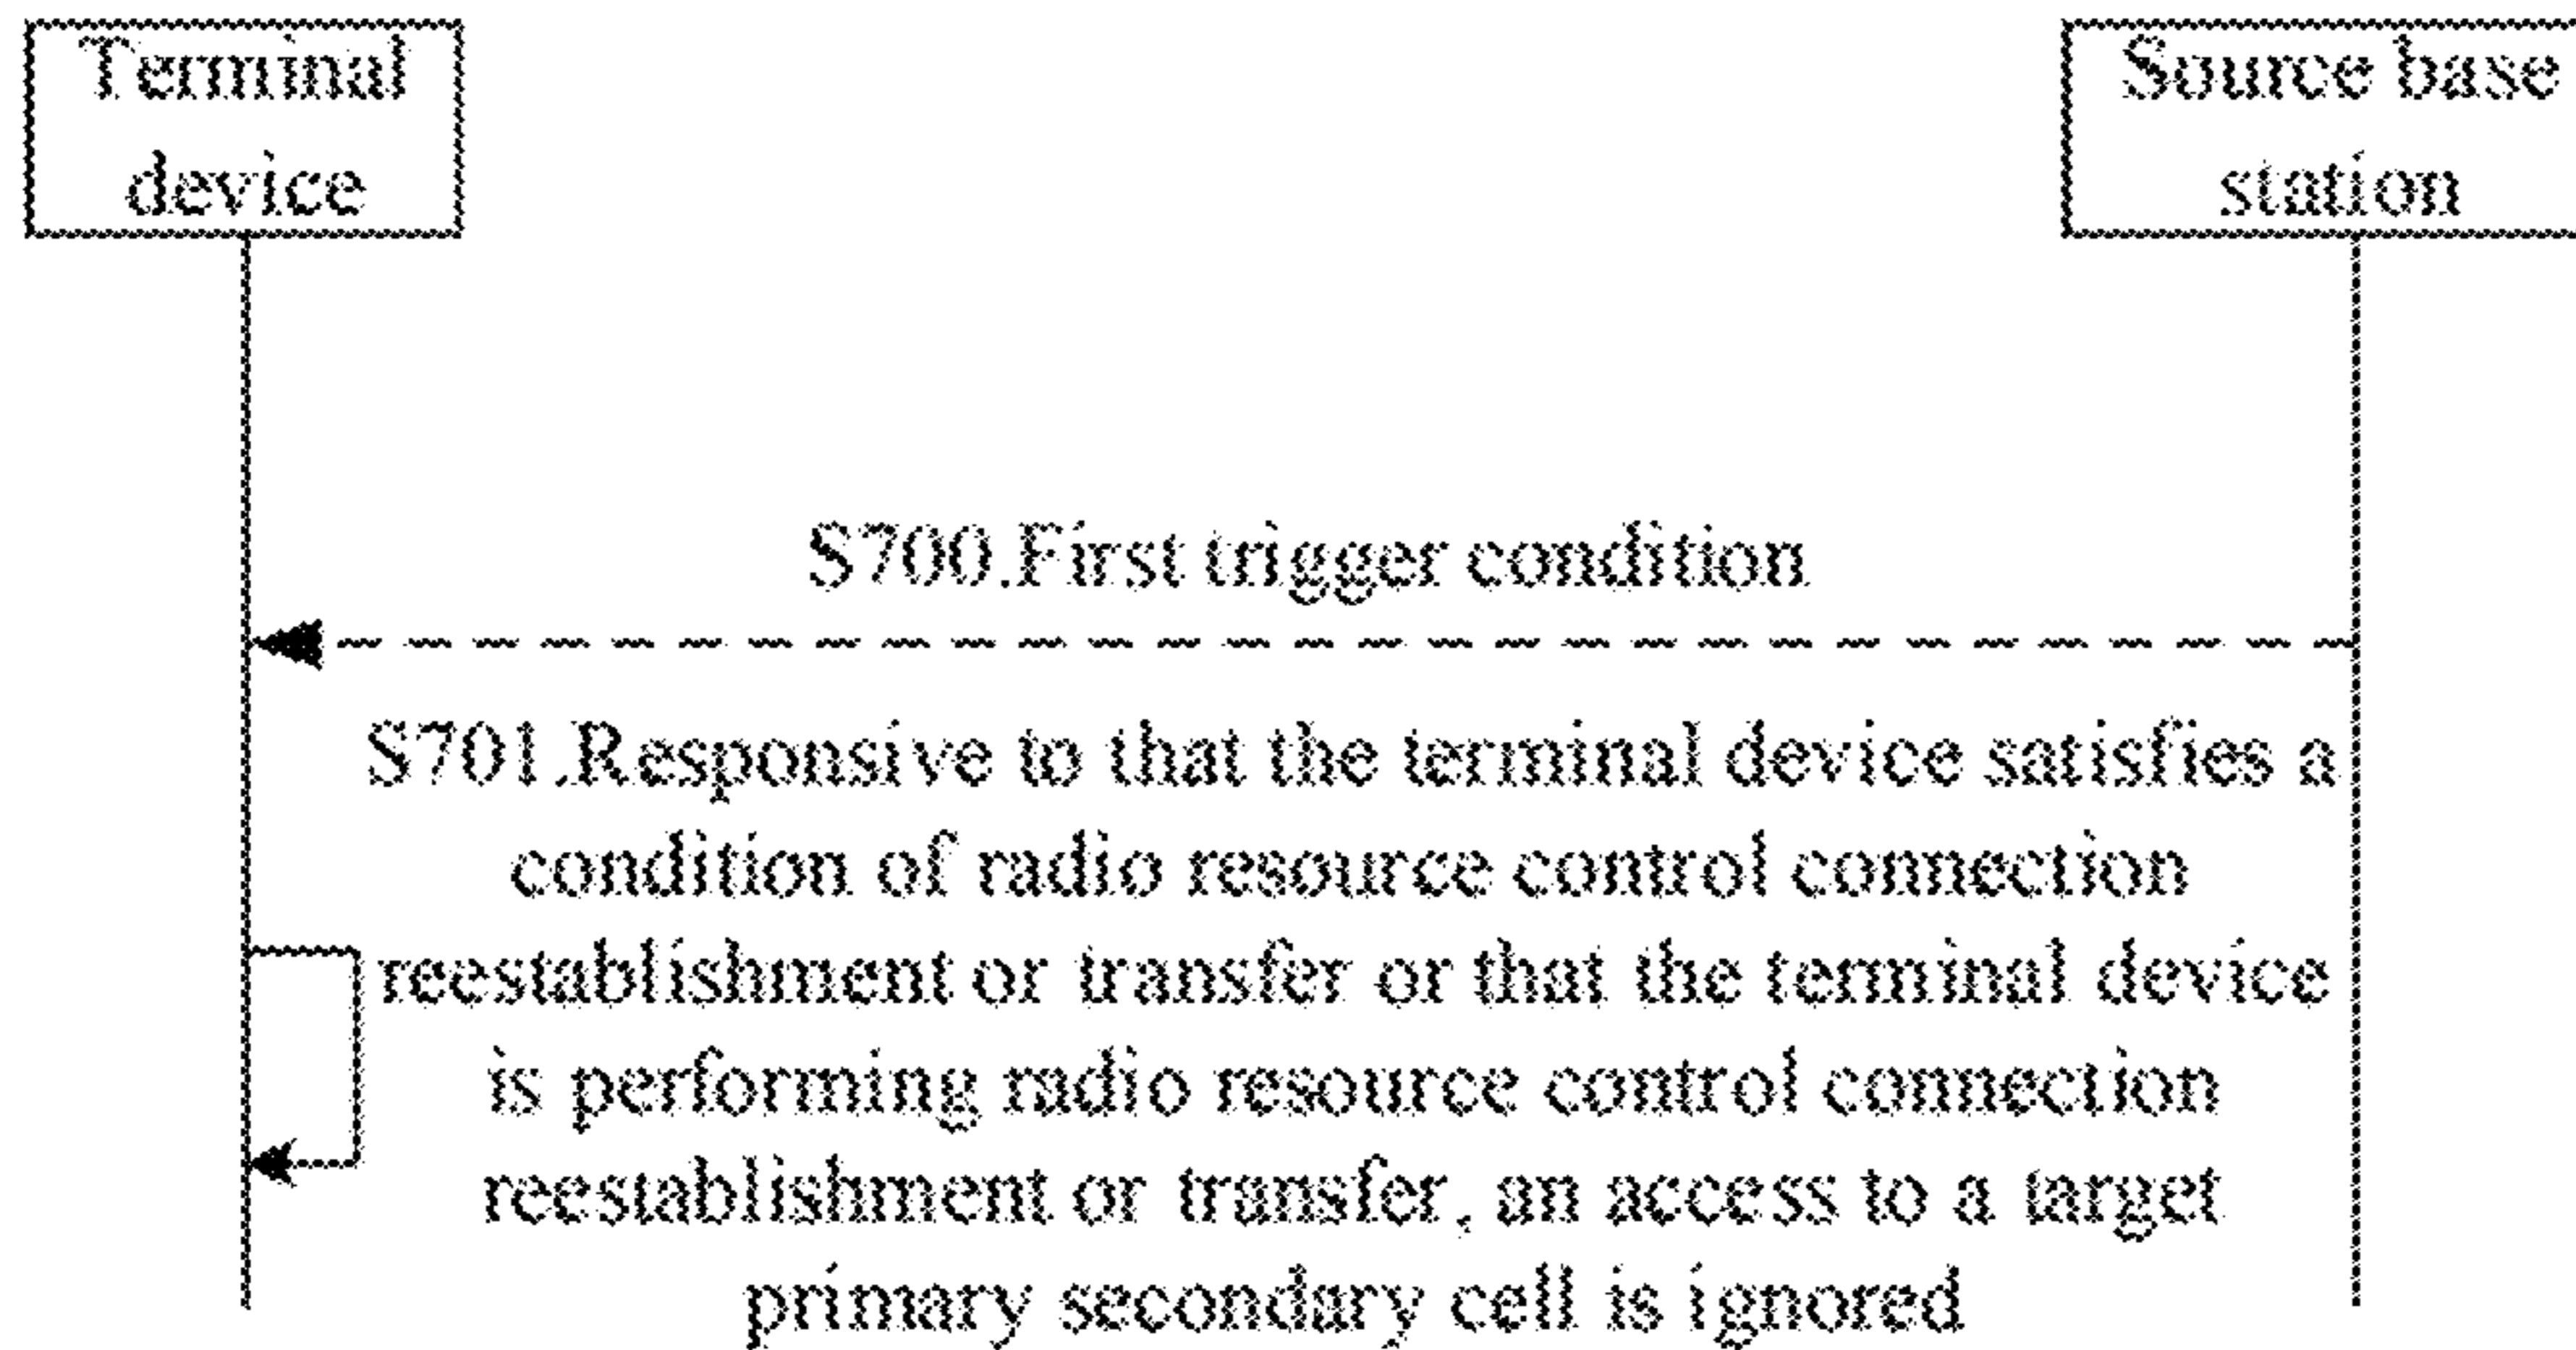 Terminal
device
Source base
station
S700.First trigger condition
S701.Responsive to that the terminal device satisfies a
condition of radio resource control connection
reestablishment or transfer or that the terminal device
is performing radio resource control connection
reestablishment or transfer, an access to a target
primary secondary cell is ignored